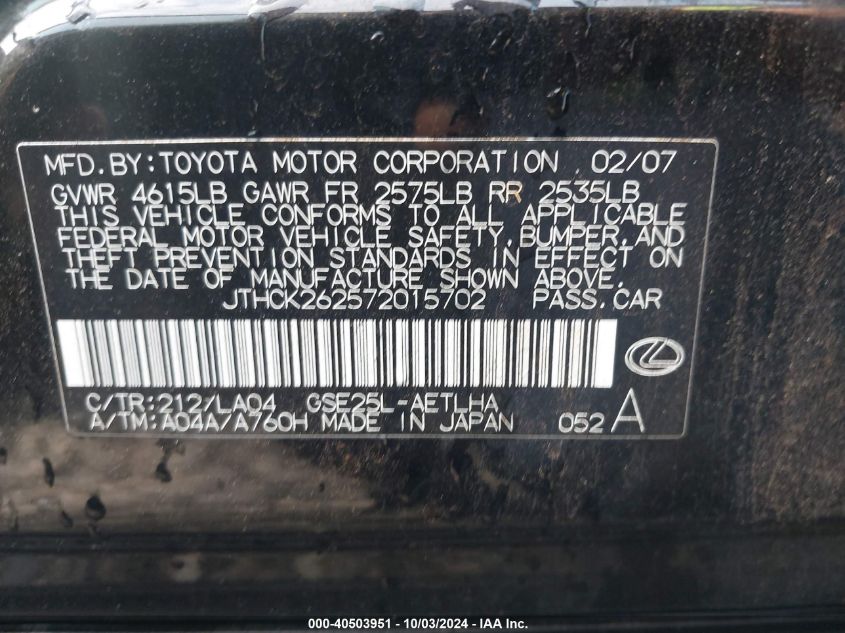 MFD.BY:TOYOTA MOTOR CORPORATION 02/07
GVWR 4615LB GAWR FR 2575LB RR 2535LB
THIS VEHICLE CONFORMS TO ALL APPLICABLE
FEDERAL MOTOR VEHICLE SAFETY,BUMPER,AND
THEFT PREVENTION STANDARDS IN EFFECT ON
THE DATE OF MANUFACTURE SHOWN ABOVE.
JTHCK262572015702 PASS.CAR
C/TR:212/LA04 GSE25L-AETLHA
A/TM:A04A/A760H MADE IN JAPAN 052 A
000-40503951 - 10/03/2024 - IAA Inc.